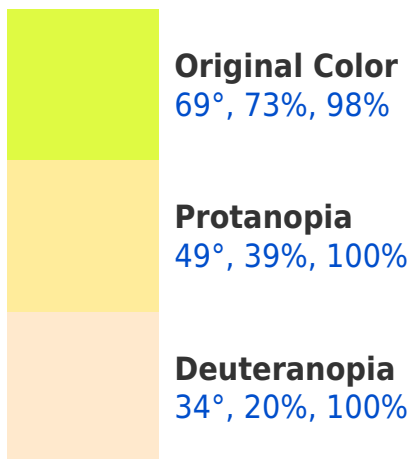 Original Color
69°, 73%, 98%
Protanopia
49°, 39%, 100%
Deuteranopia
34°, 20%, 100%